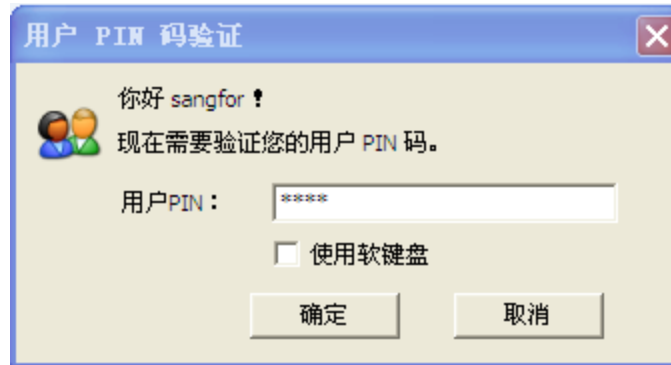 用户 PIN 码验证
你好 sangfor！
现在需要验证您的用户 PIN 码。
用户PIN： ****
使用软键盘
确定 取消